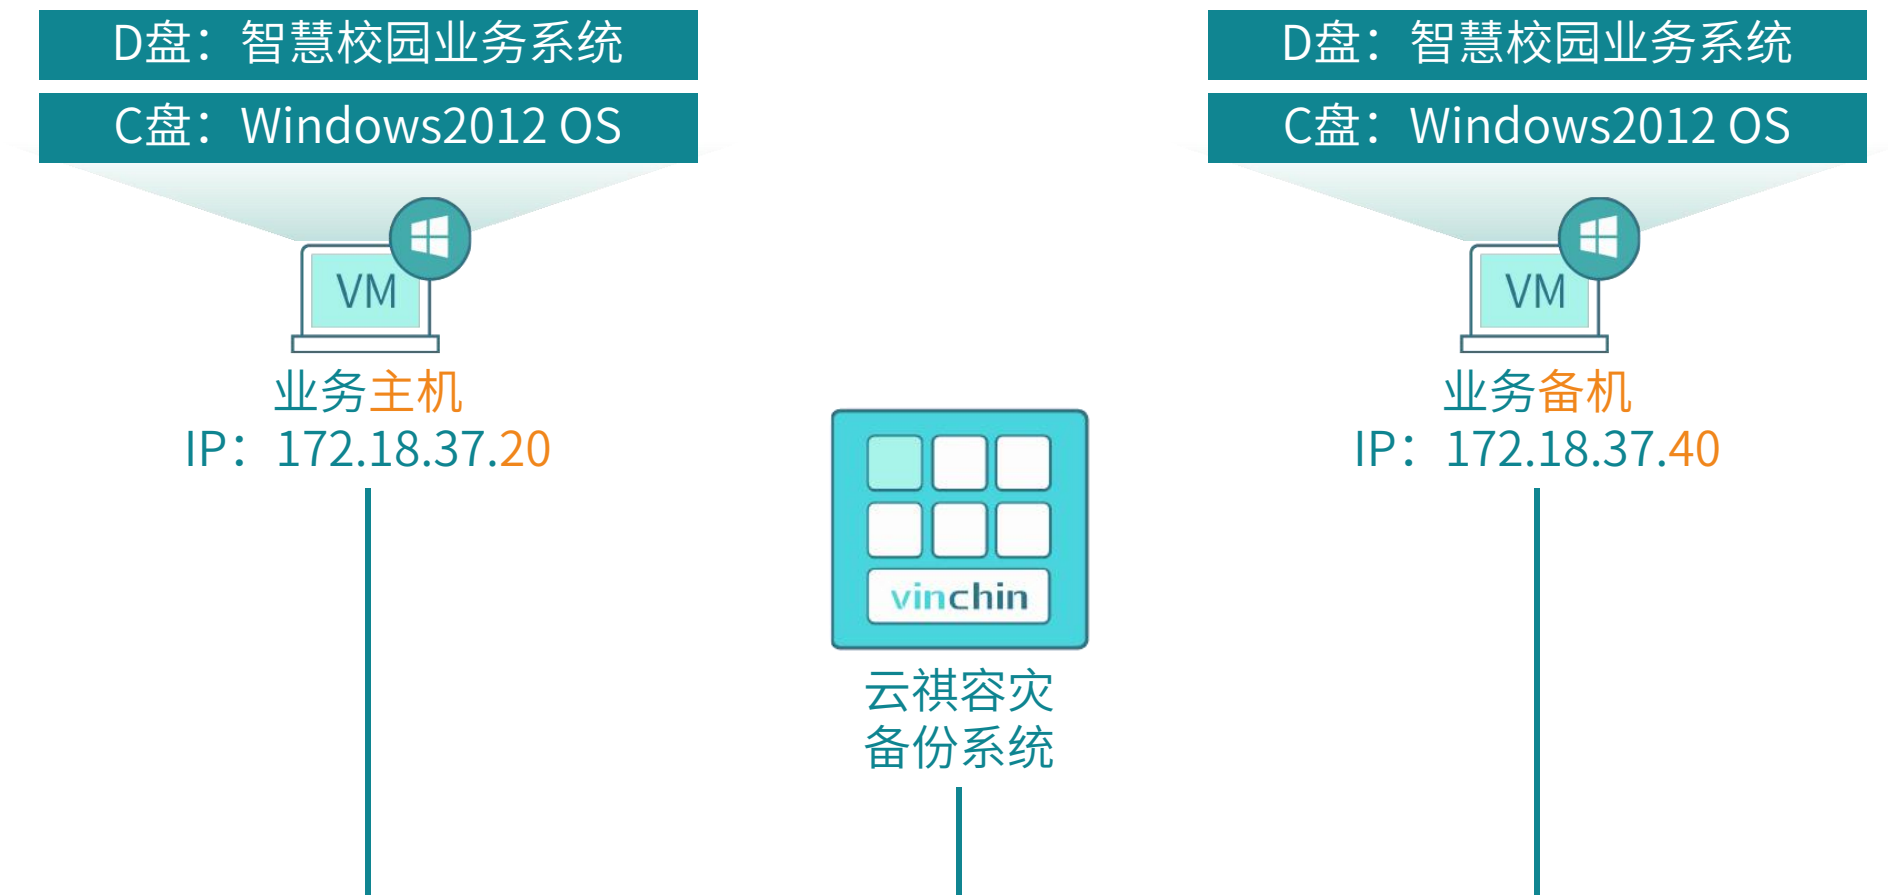 D盘：智慧校园业务系统
C盘：Windows2012 OS
VM
业务主机
IP：172.18.37.20
vinchin
云祺容灾
备份系统
D盘：智慧校园业务系统
C盘：Windows2012 OS
VM
业务备机
IP：172.18.37.40